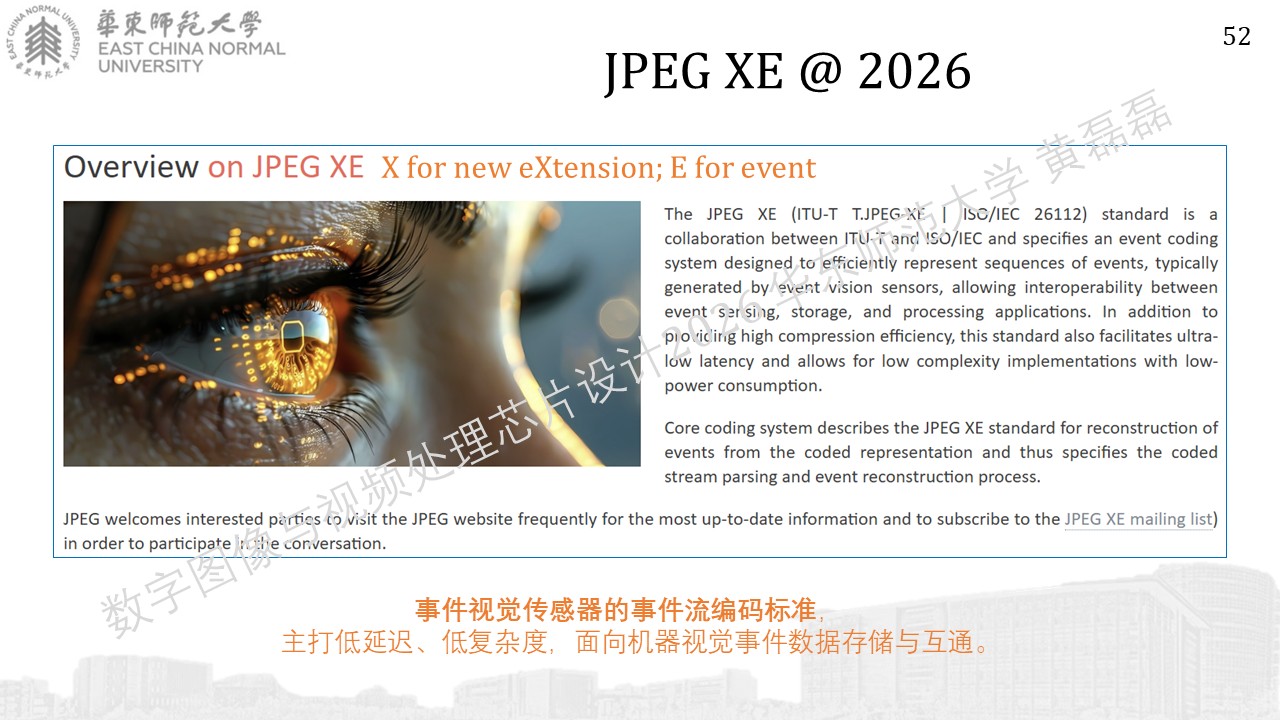 華東師範大學
EAST CHINA NORMAL
UNIVERSITY
EAST CHINA NORMAL UNIVERSITY
華東師範大學
52
JPEG XE @ 2026
Overview on JPEG XE X for new eXtension; E for event
The JPEG XE (ITU-T T.JPEG-XE | ISO/IEC 26112) standard is a
collaboration between ITU-T and ISO/IEC and specifies an event coding
system designed to efficiently represent sequences of events, typically
generated by event vision sensors, allowing interoperability between
event sensing, storage, and processing applications. In addition to
providing high compression efficiency, this standard also facilitates ultra-
low latency and allows for low complexity implementations with low-
power consumption.
Core coding system describes the JPEG XE standard for reconstruction of
events from the coded representation and thus specifies the coded
stream parsing and event reconstruction process.
JPEG welcomes interested parties to visit the JPEG website frequently for the most up-to-date information and to subscribe to the JPEG XE mailing list)
in order to participate in the conversation.
事件视觉传感器的事件流编码标准，
主打低延迟、低复杂度，面向机器视觉事件数据存储与互通。
数字图像与视频处理芯片设计 2026 华东师范大学 黄磊磊